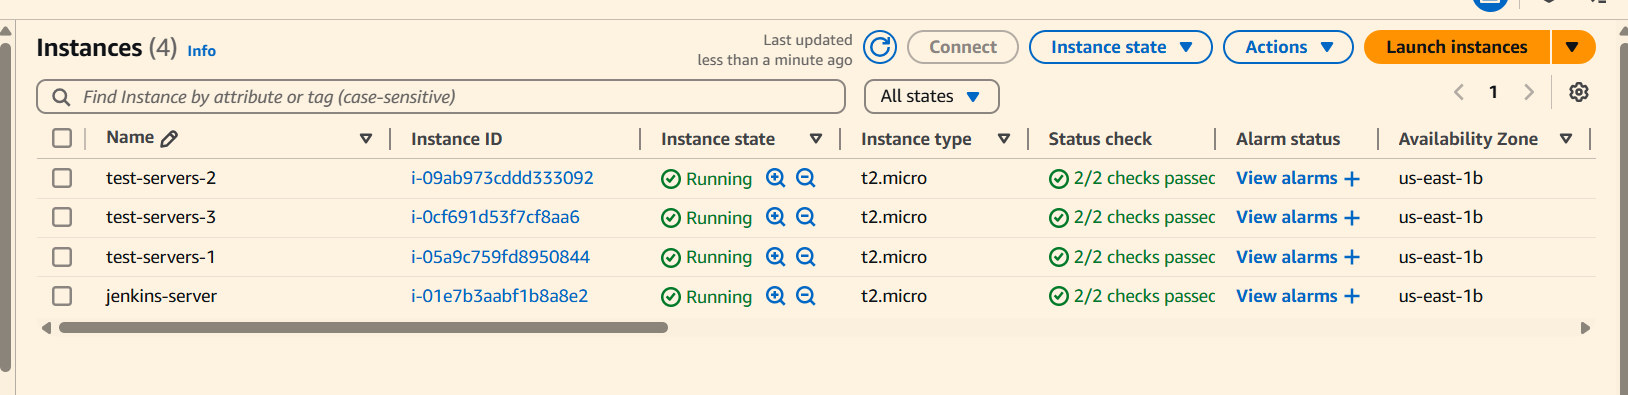 Instances (4) Info
Last updated
less than a minute ago
Connect
Instance state
Actions
Launch instances
Find Instance by attribute or tag (case-sensitive)
All states
1
Name Instance ID Instance state Instance type Status check Alarm status Availability Zone
test-servers-2 i-09ab973cddd333092 Running t2.micro 2/2 checks passec View alarms + us-east-1b
test-servers-3 i-0cf691d53f7cf8aa6 Running t2.micro 2/2 checks passec View alarms + us-east-1b
test-servers-1 i-05a9c759fd8950844 Running t2.micro 2/2 checks passec View alarms + us-east-1b
jenkins-server i-01e7b3aabf1b8a8e2 Running t2.micro 2/2 checks passec View alarms + us-east-1b